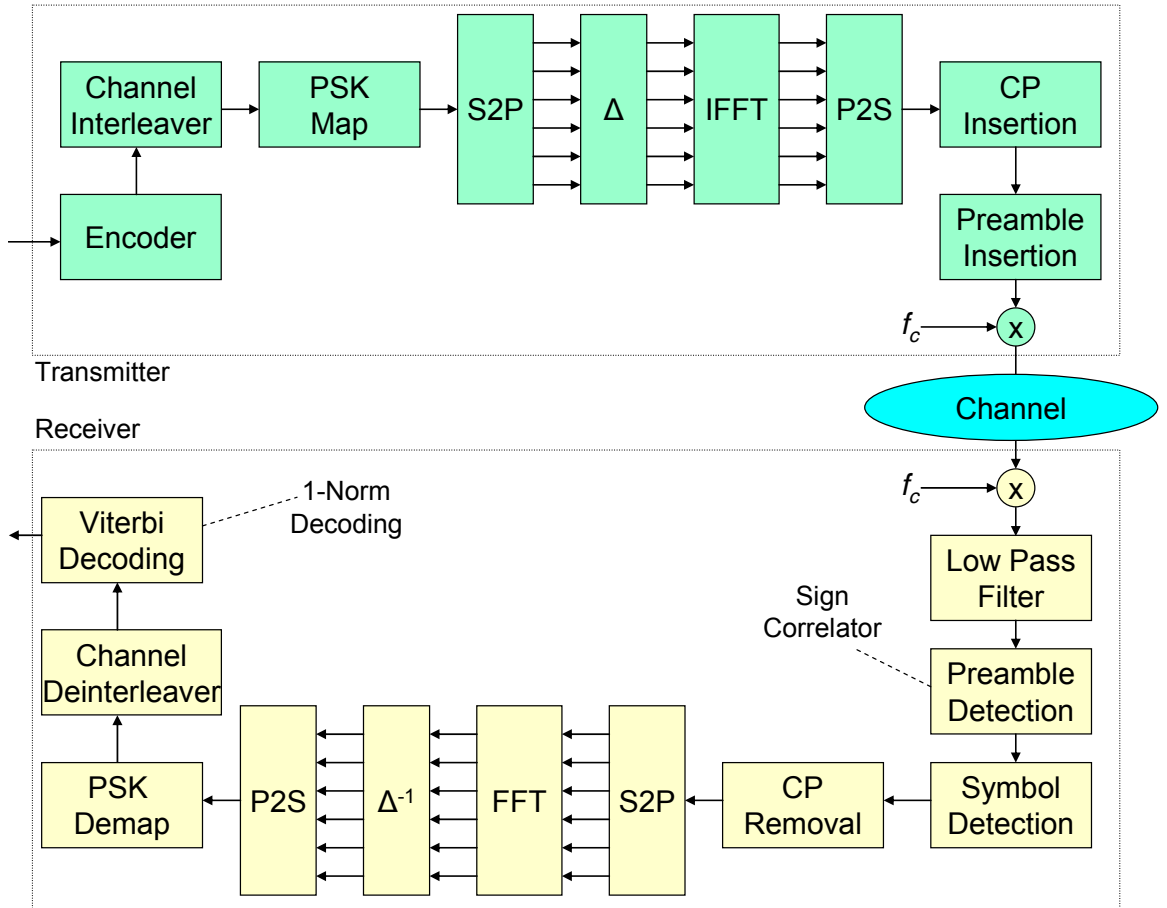 Channel
Interleaver
PSK
Map
S2P
Δ
IFFT
P2S
CP
Insertion
Encoder
Preamble
Insertion
fc
x
Transmitter
Channel
Receiver
fc
x
Viterbi
Decoding
1-Norm
Decoding
Low Pass
Filter
Sign
Correlator
Channel
Deinterleaver
Preamble
Detection
PSK
Demap
P2S
Δ-1
FFT
S2P
CP
Removal
Symbol
Detection